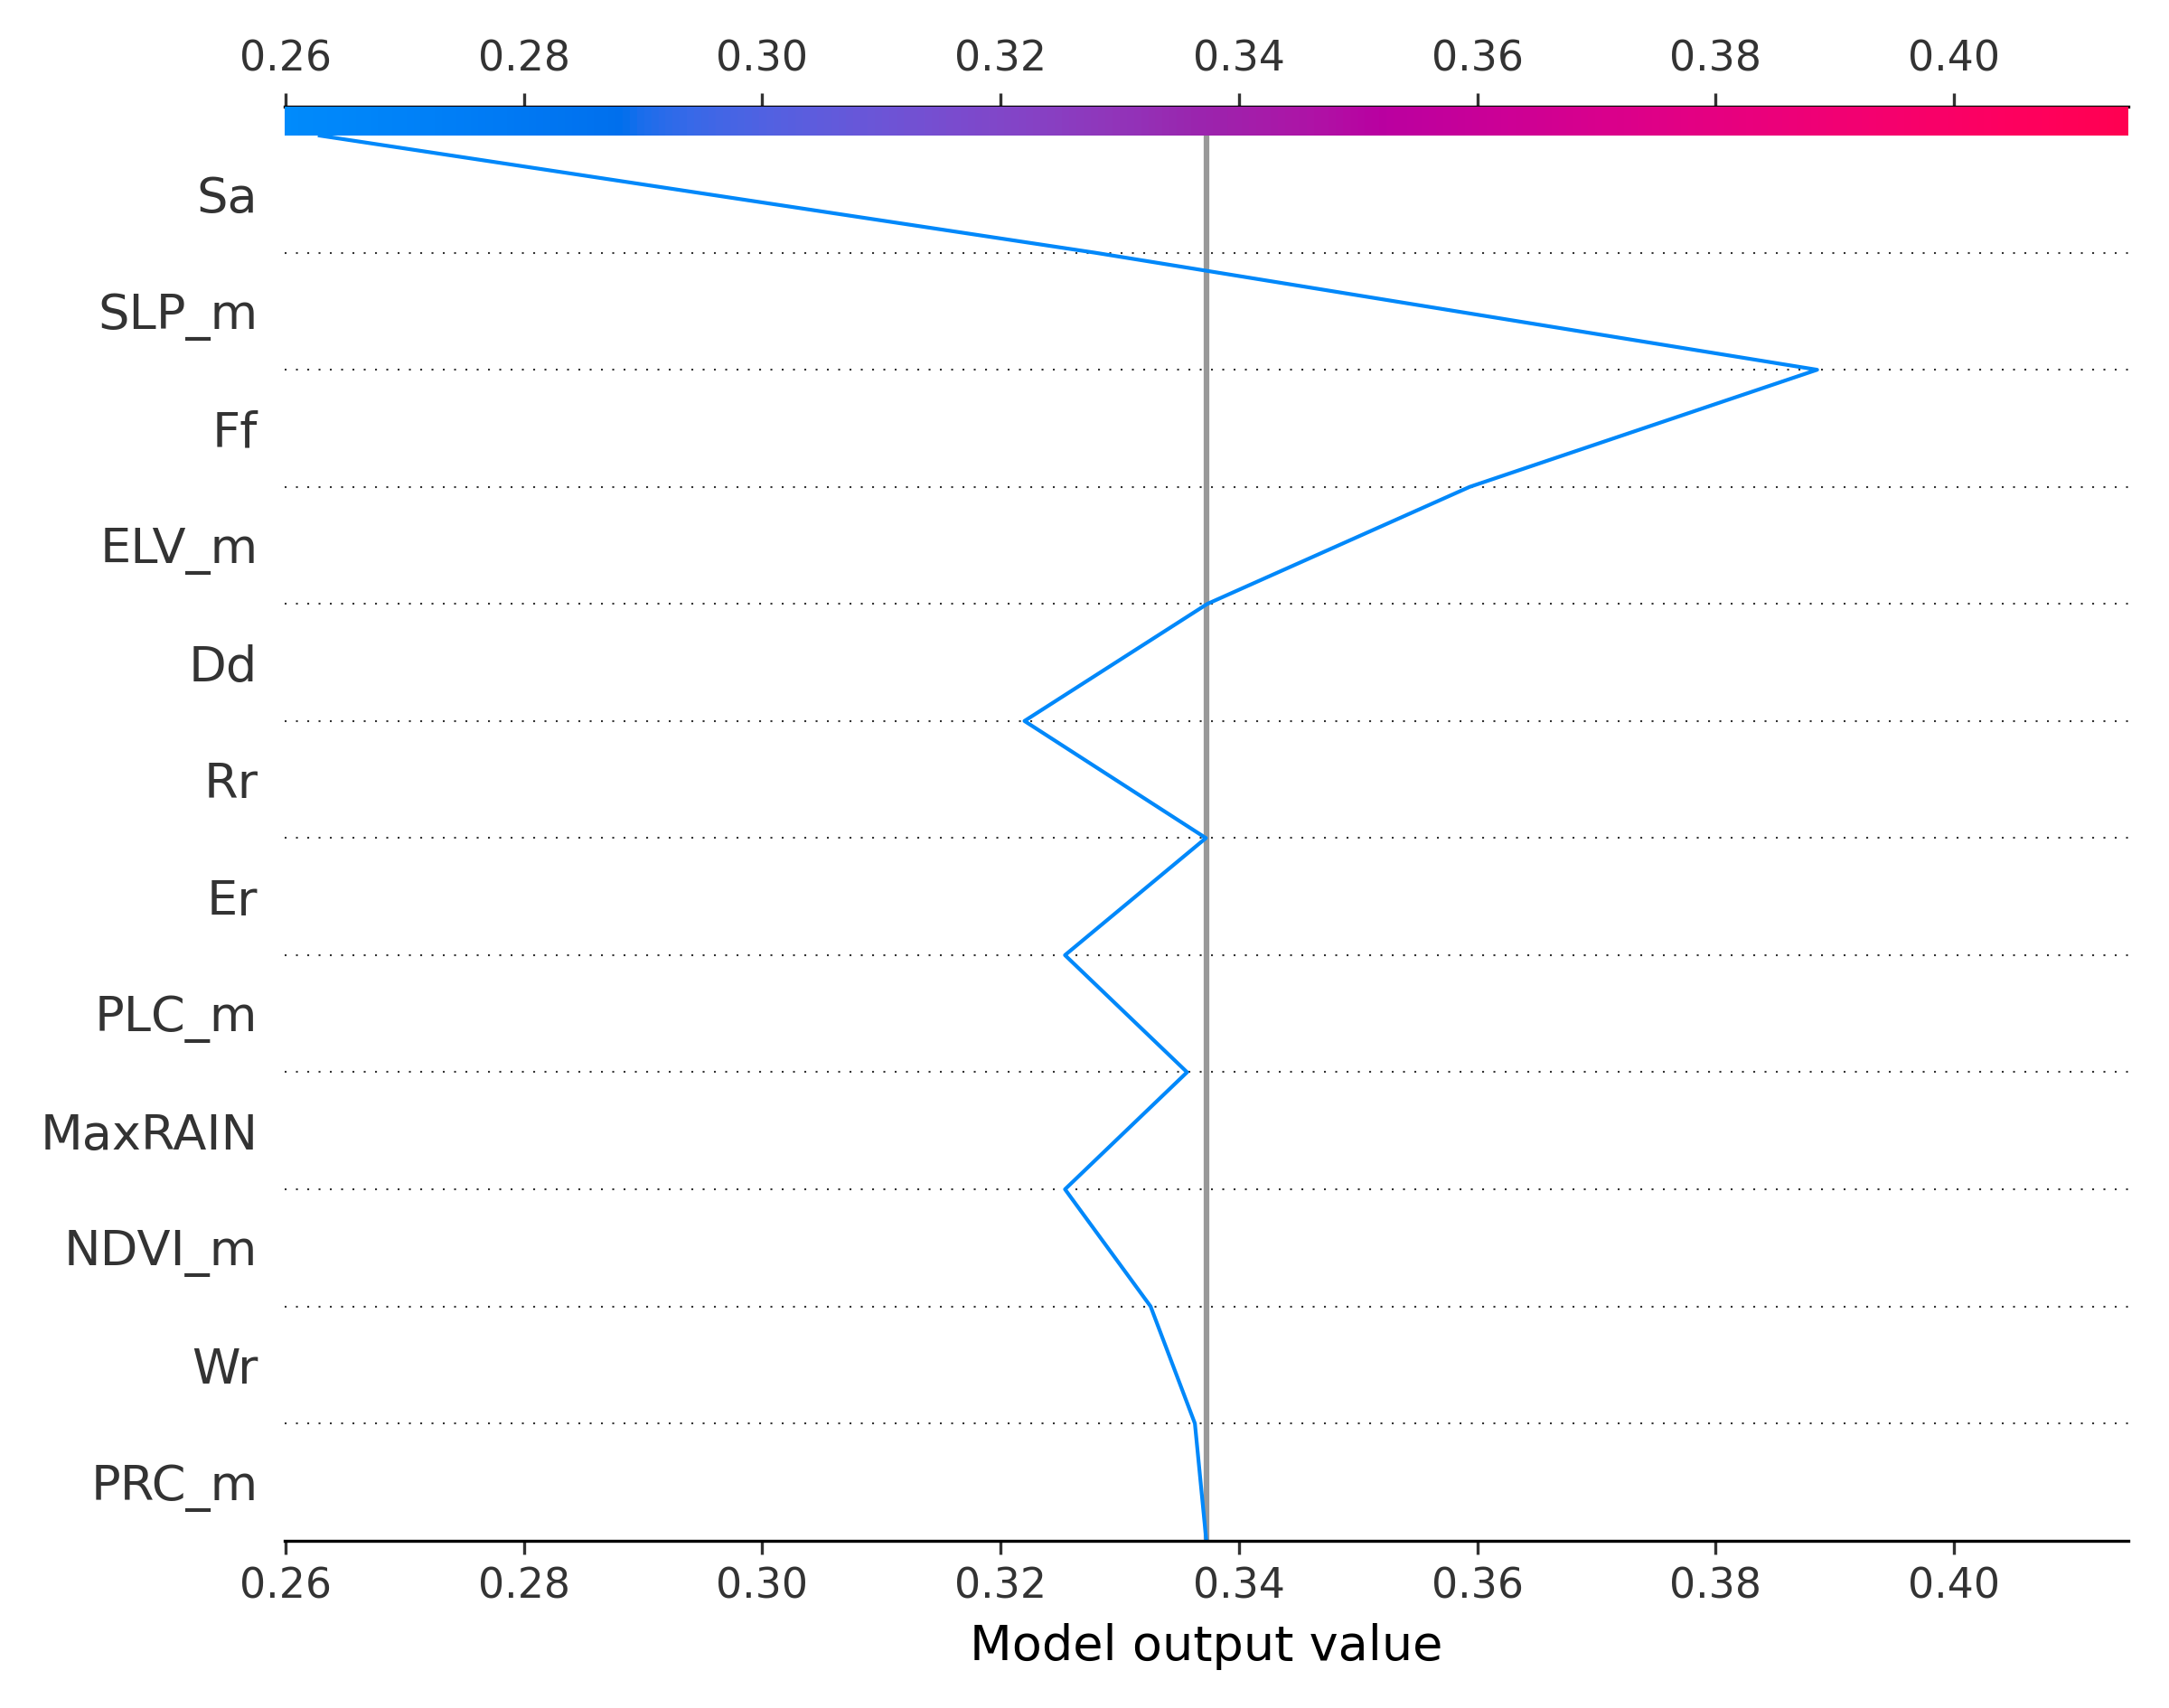 0.26 0.28 0.30 0.32 0.34 0.36 0.38 0.40
Sa
SLP_m
Ff
ELV_m
Dd
Rr
Er
PLC_m
MaxRAIN
NDVI_m
Wr
PRC_m
0.26 0.28 0.30 0.32 0.34 0.36 0.38 0.40
Model output value